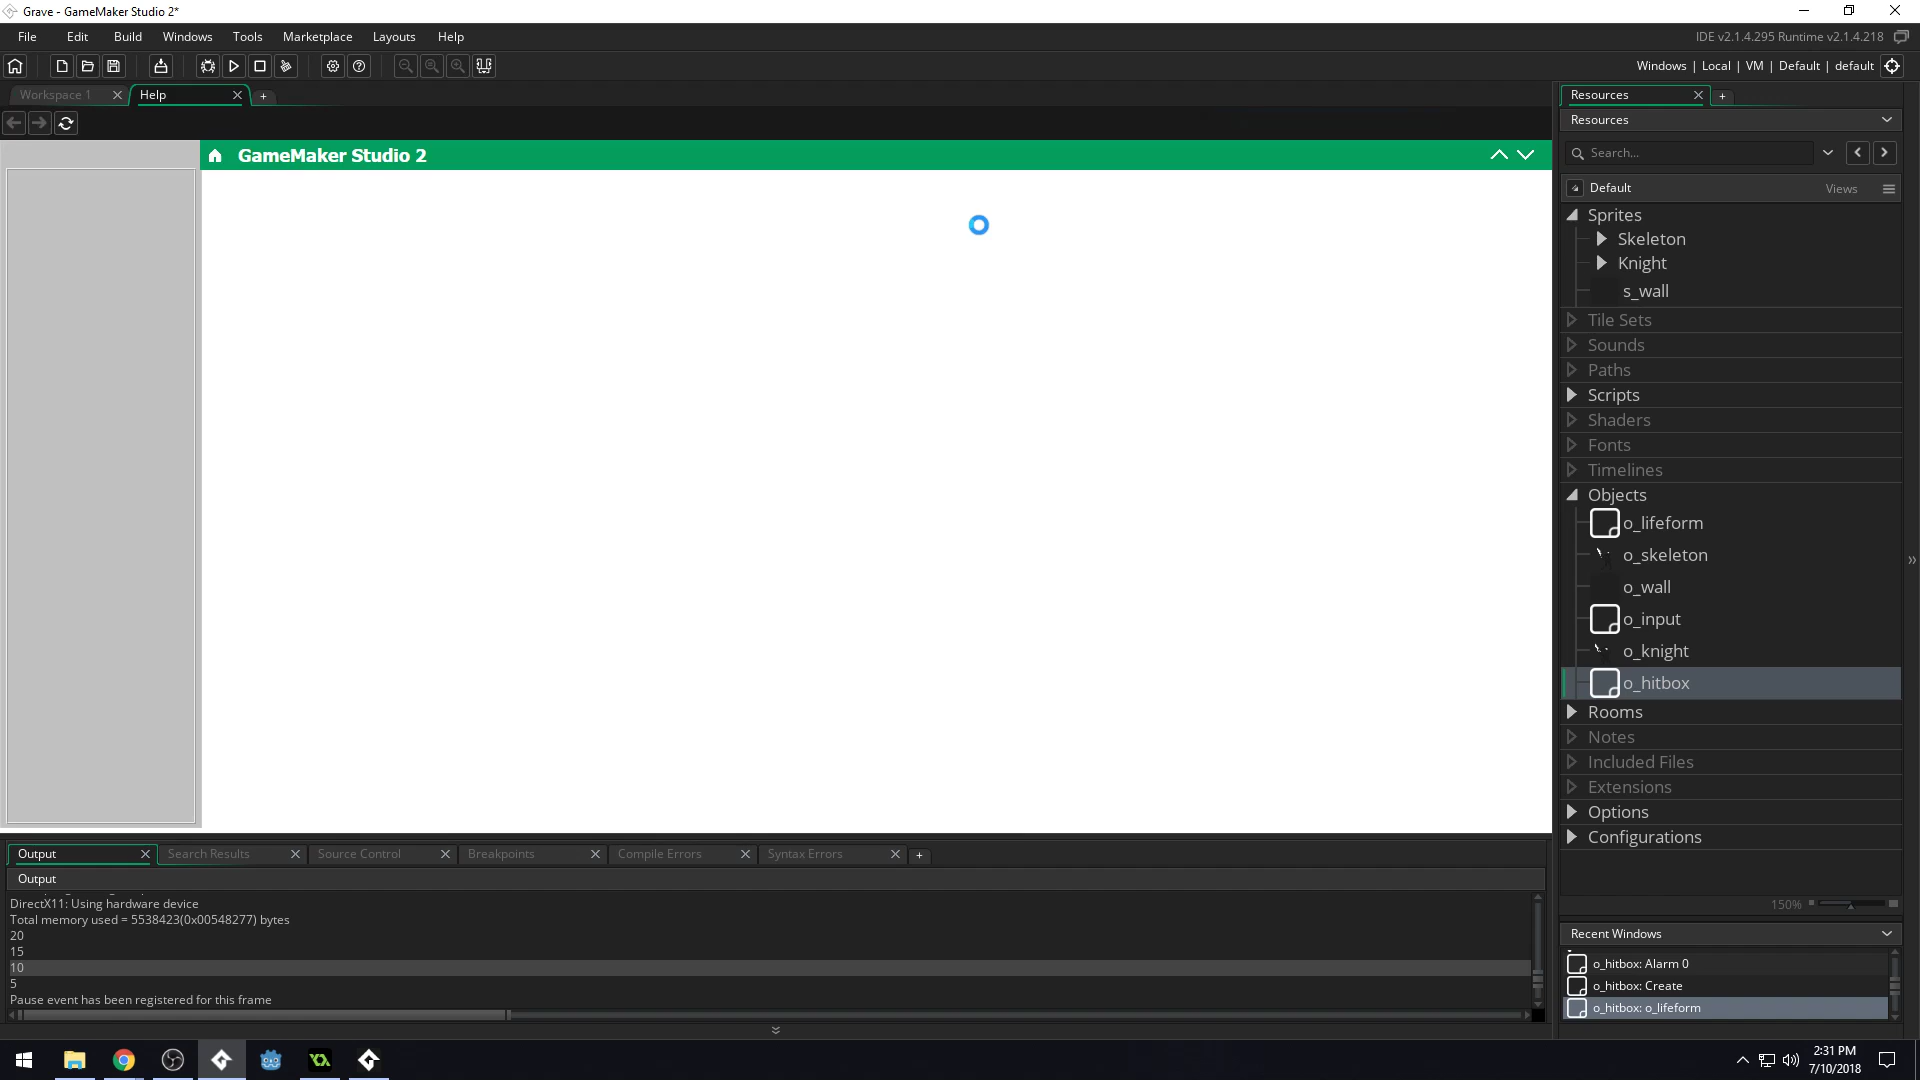 Grave - GameMaker Studio 2*
File Edit Build Windows Tools Marketplace Layouts Help
IDE v2.1.4.295 Runtime v2.1.4.218
Windows | Local | VM | Default | default
Workspace 1
Help
GameMaker Studio 2
Resources
Resources
Search...
Default
Views
Sprites
Skeleton
Knight
s_wall
Tile Sets
Sounds
Paths
Scripts
Shaders
Fonts
Timelines
Objects
o_lifeform
o_skeleton
o_wall
o_input
o_knight
o_hitbox
Rooms
Notes
Included Files
Extensions
Options
Configurations
150%
Recent Windows
o_hitbox: Alarm 0
o_hitbox: Create
o_hitbox: o_lifeform
Output Search Results Source Control Breakpoints Compile Errors Syntax Errors
Output
DirectX11: Using hardware device
Total memory used = 5538423(0x00548277) bytes
20
15
10
5
Pause event has been registered for this frame
2:31 PM
7/10/2018